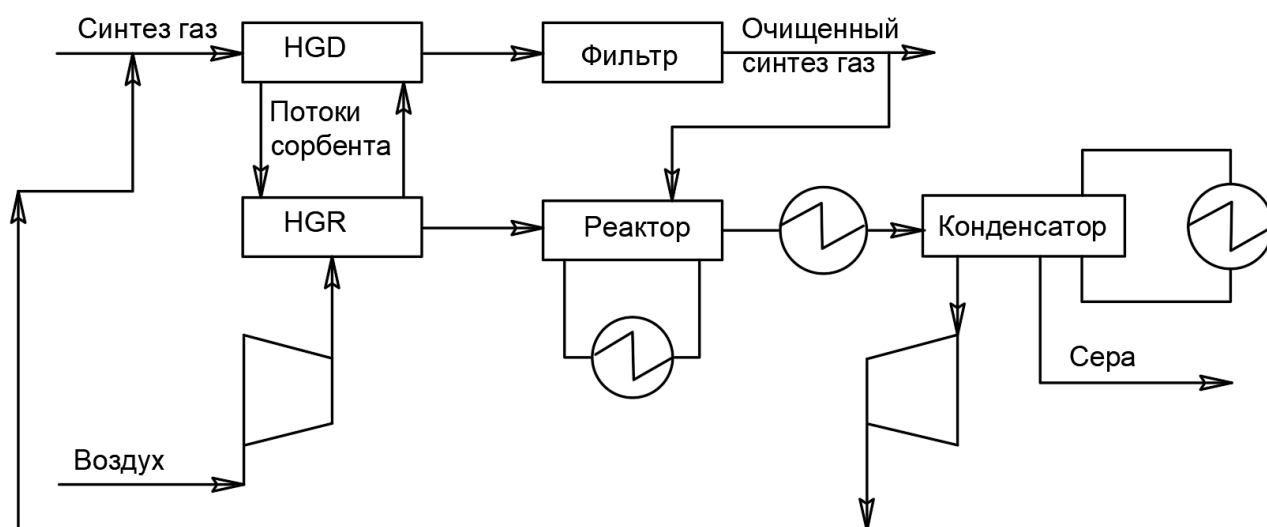 Синтез газ
HGD
Фильтр
Очищенный
синтез газ
Потоки
сорбента
HGR
Реактор
Конденсатор
Сера
Воздух